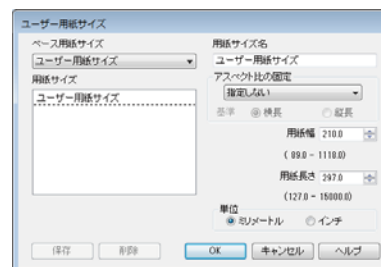 ユーザー用紙サイズ
ベース用紙サイズ
ユーザー用紙サイズ
用紙サイズ
ユーザー用紙サイズ
用紙サイズ名
ユーザー用紙サイズ
アスペクト比の固定
指定しない
基準 横長 縦長
用紙幅 210.0
( 89.0 - 1118.0)
用紙長さ 297.0
(127.0 - 15000.0)
単位
ミリメートル インチ
保存 削除 OK キャンセル ヘルプ